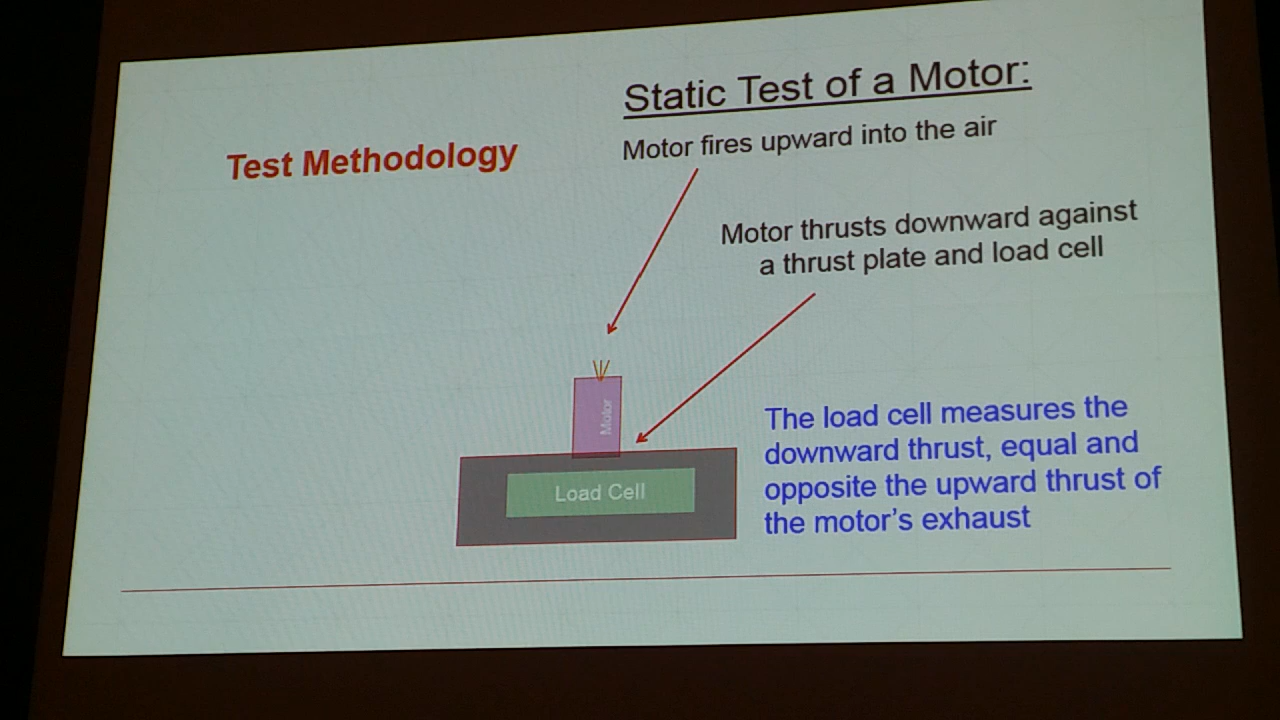 Static Test of a Motor:
Test Methodology
Motor fires upward into the air
Motor thrusts downward against
a thrust plate and load cell
Motor
Load Cell
The load cell measures the
downward thrust, equal and
opposite the upward thrust of
the motor's exhaust